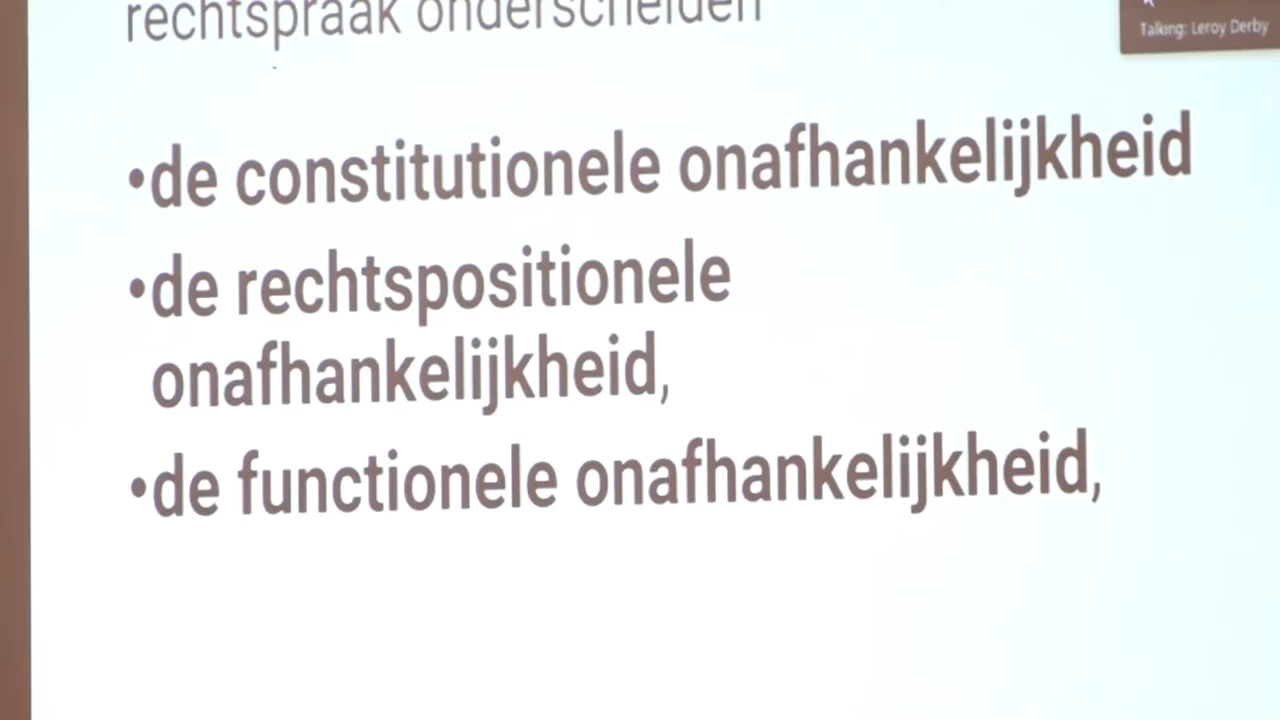 rechtspraak onderscheiden
Talking: Leroy Derby
•de constitutionele onafhankelijkheid
•de rechtspositionele
onafhankelijkheid,
•de functionele onafhankelijkheid,